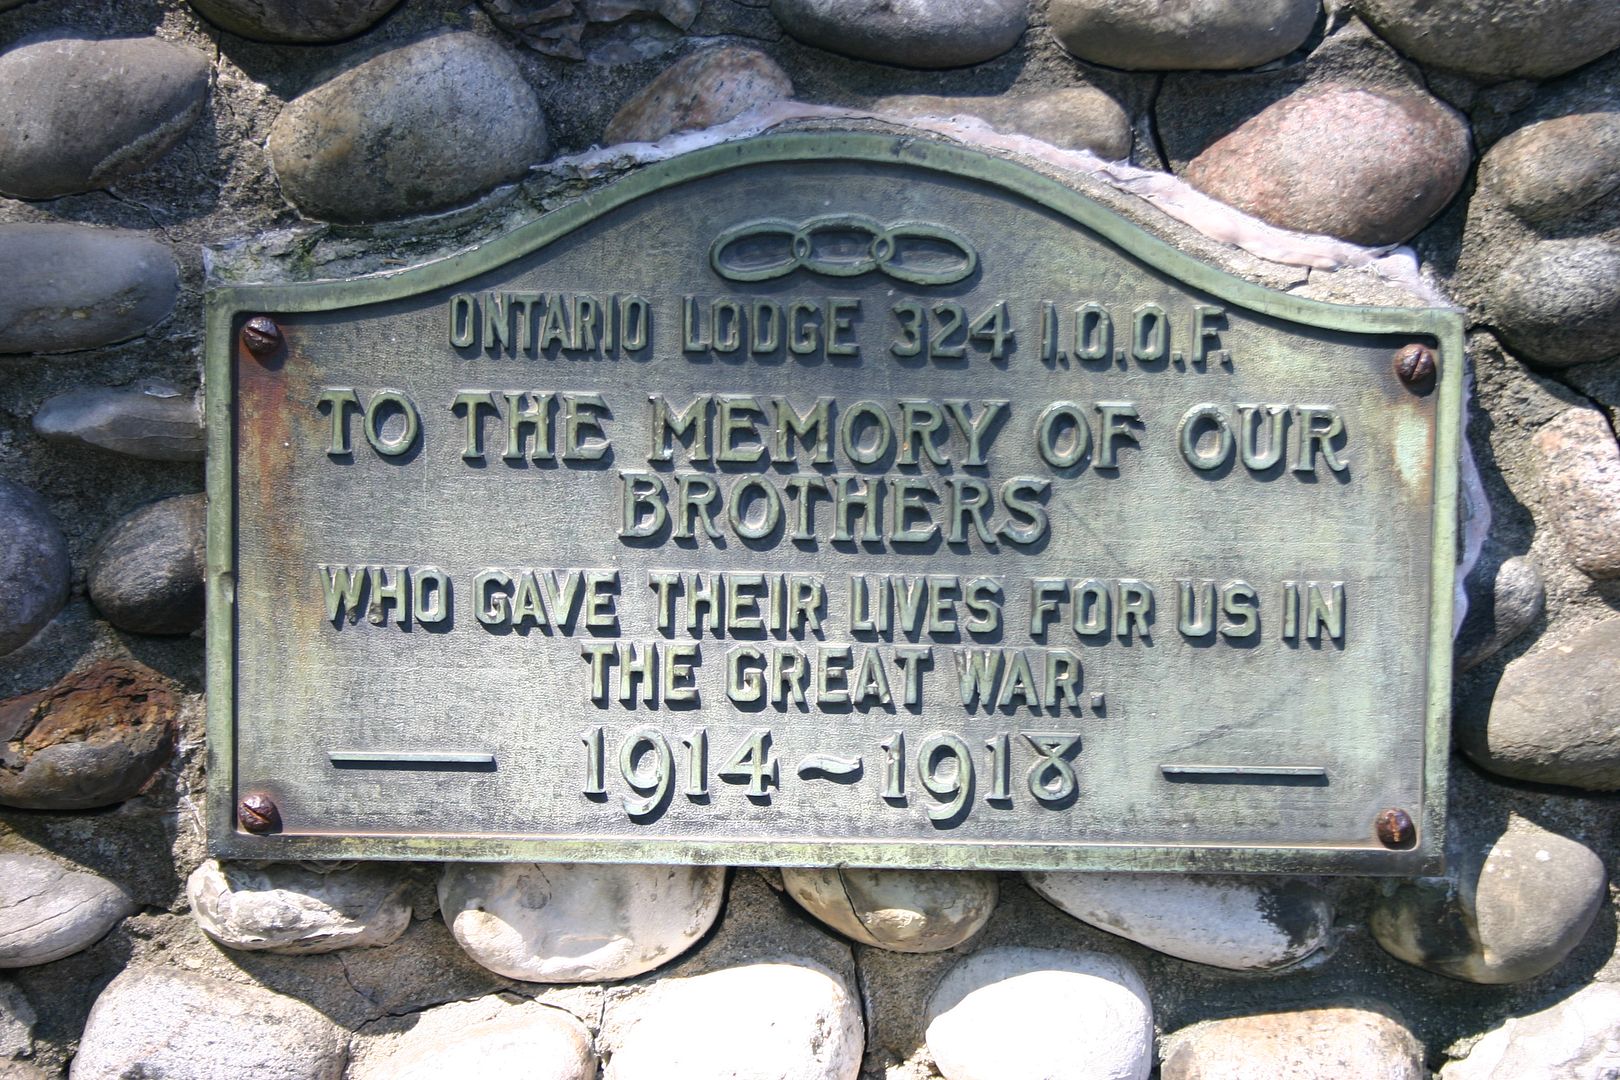 ONTARIO LODGE 324 I.O.O.F.
TO THE MEMORY OF OUR
BROTHERS
WHO GAVE THEIR LIVES FOR US IN
THE GREAT WAR.
1914~1918